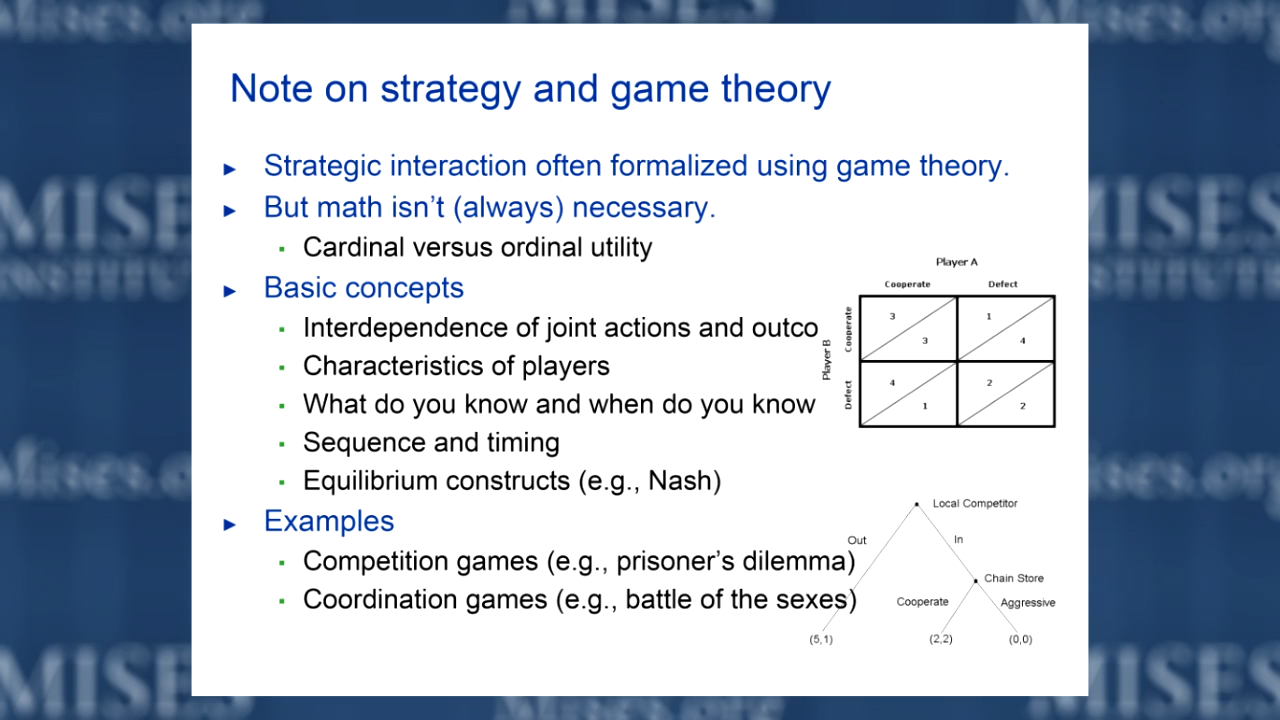 Note on strategy and game theory
► Strategic interaction often formalized using game theory.
► But math isn't (always) necessary.
▪ Cardinal versus ordinal utility
► Basic concepts
▪ Interdependence of joint actions and outco
▪ Characteristics of players
▪ What do you know and when do you know
▪ Sequence and timing
▪ Equilibrium constructs (e.g., Nash)
► Examples
▪ Competition games (e.g., prisoner's dilemma)
▪ Coordination games (e.g., battle of the sexes)
Player A
Cooperate Defect
Player B
Cooperate
3 1
3 4
Defect
4 2
1 2
Local Competitor
Out In
Chain Store
Cooperate Aggressive
(5,1) (2,2) (0,0)
Mises.org
MISES
INSTITUTE